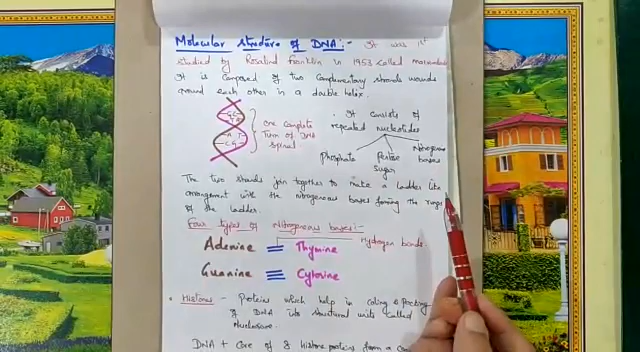 Molecular Structure of DNA:- It was 1st
studied by Rosalind Franklin in 1953 called
It is composed of two complementary strands wounds
around each other in a double helix.
G C
T A
A T
C G
One complete
Turn of DNA
spiral
It consists of
repeated nucleotides
Phosphate
Pentose
sugar
Nitrogenous
bases
The two strands join together to make a ladder like
arrangement with the nitrogenous bases forming the rungs
of the ladder.
Four types of nitrogenous bases:-
Adenine = Thymine Hydrogen bonds.
Guanine ≡ Cytosine
Histone - Proteins which help in coiling & packing
of DNA into structural units called
Nucleosome.
DNA + Core of 8 histone proteins form a